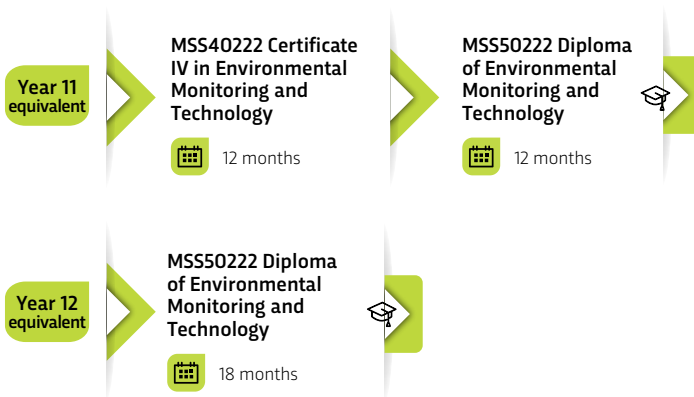 Year 11
equivalent
MSS40222 Certificate
IV in Environmental
Monitoring and
Technology
12 months
MSS50222 Diploma
of Environmental
Monitoring and
Technology
12 months
Year 12
equivalent
MSS50222 Diploma
of Environmental
Monitoring and
Technology
18 months